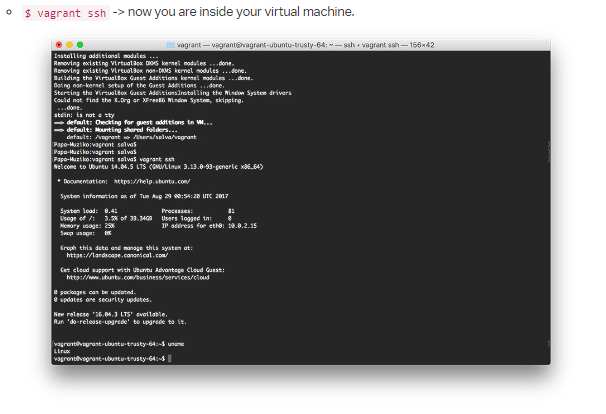 $ vagrant ssh -> now you are inside your virtual machine.
vagrant — vagrant@vagrant-ubuntu-trusty-64: ~ — ssh • vagrant ssh — 156×42
Installing additional modules ...
Removing existing VirtualBox DKMS kernel modules ...done.
Removing existing VirtualBox non-DKMS kernel modules ...done.
Building the VirtualBox Guest Additions kernel modules ...done.
Doing non-kernel setup of the Guest Additions ...done.
Starting the VirtualBox Guest AdditionsInstalling the Window System drivers
Could not find the X.Org or XFree86 Window System, skipping.
...done.
stdin: is not a tty
==> default: Checking for guest additions in VM...
==> default: Mounting shared folders...
default: /vagrant => /Users/salva/vagrant
Papa-Muziko:vagrant salva$
Papa-Muziko:vagrant salva$
Papa-Muziko:vagrant salva$ vagrant ssh
Welcome to Ubuntu 14.04.5 LTS (GNU/Linux 3.13.0-93-generic x86_64)
* Documentation: https://help.ubuntu.com/
System information as of Tue Aug 29 00:54:20 UTC 2017
System load: 0.41 Processes: 81
Usage of /: 3.5% of 39.34GB Users logged in: 0
Memory usage: 25% IP address for eth0: 10.0.2.15
Swap usage: 0%
Graph this data and manage this system at:
https://landscape.canonical.com/
Get cloud support with Ubuntu Advantage Cloud Guest:
http://www.ubuntu.com/business/services/cloud
0 packages can be updated.
0 updates are security updates.
New release '16.04.3 LTS' available.
Run 'do-release-upgrade' to upgrade to it.
vagrant@vagrant-ubuntu-trusty-64:~$ uname
Linux
vagrant@vagrant-ubuntu-trusty-64:~$